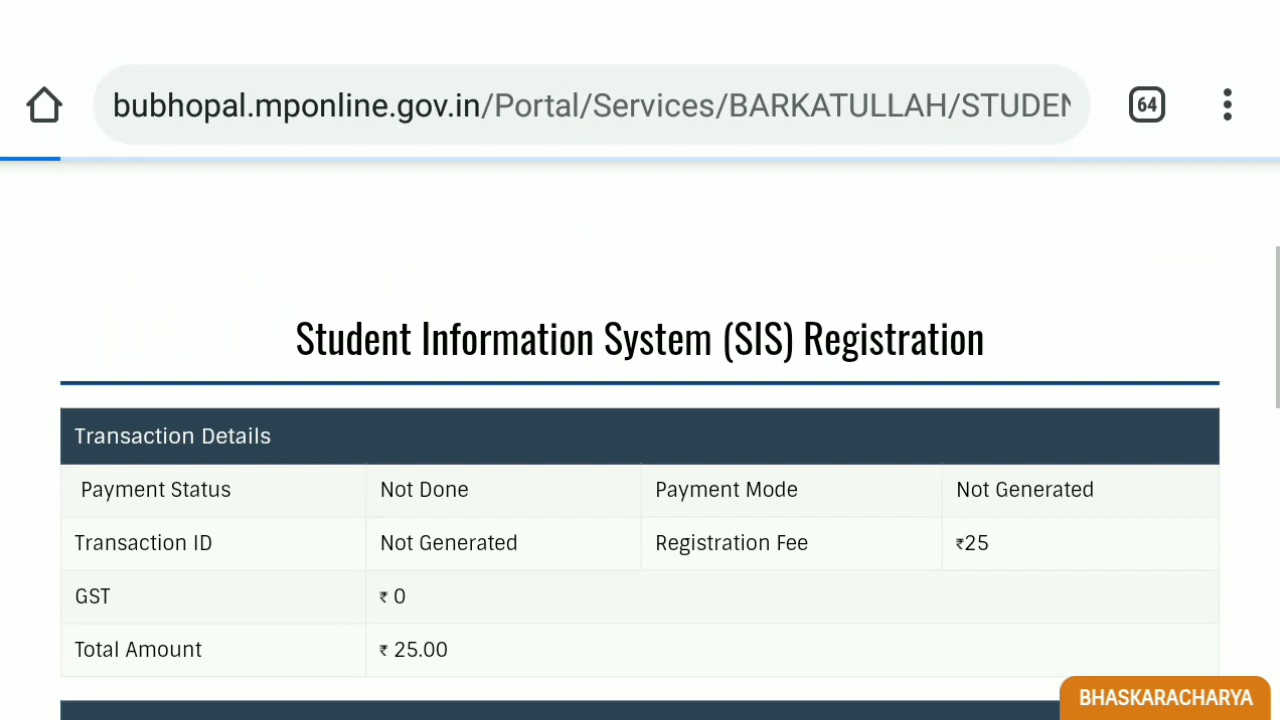 bubhopal.mponline.gov.in/Portal/Services/BARKATULLAH/STUDEN
64
Student Information System (SIS) Registration
Transaction Details
Payment Status Not Done Payment Mode Not Generated
Transaction ID Not Generated Registration Fee ₹25
GST ₹ 0
Total Amount ₹ 25.00
BHASKARACHARYA